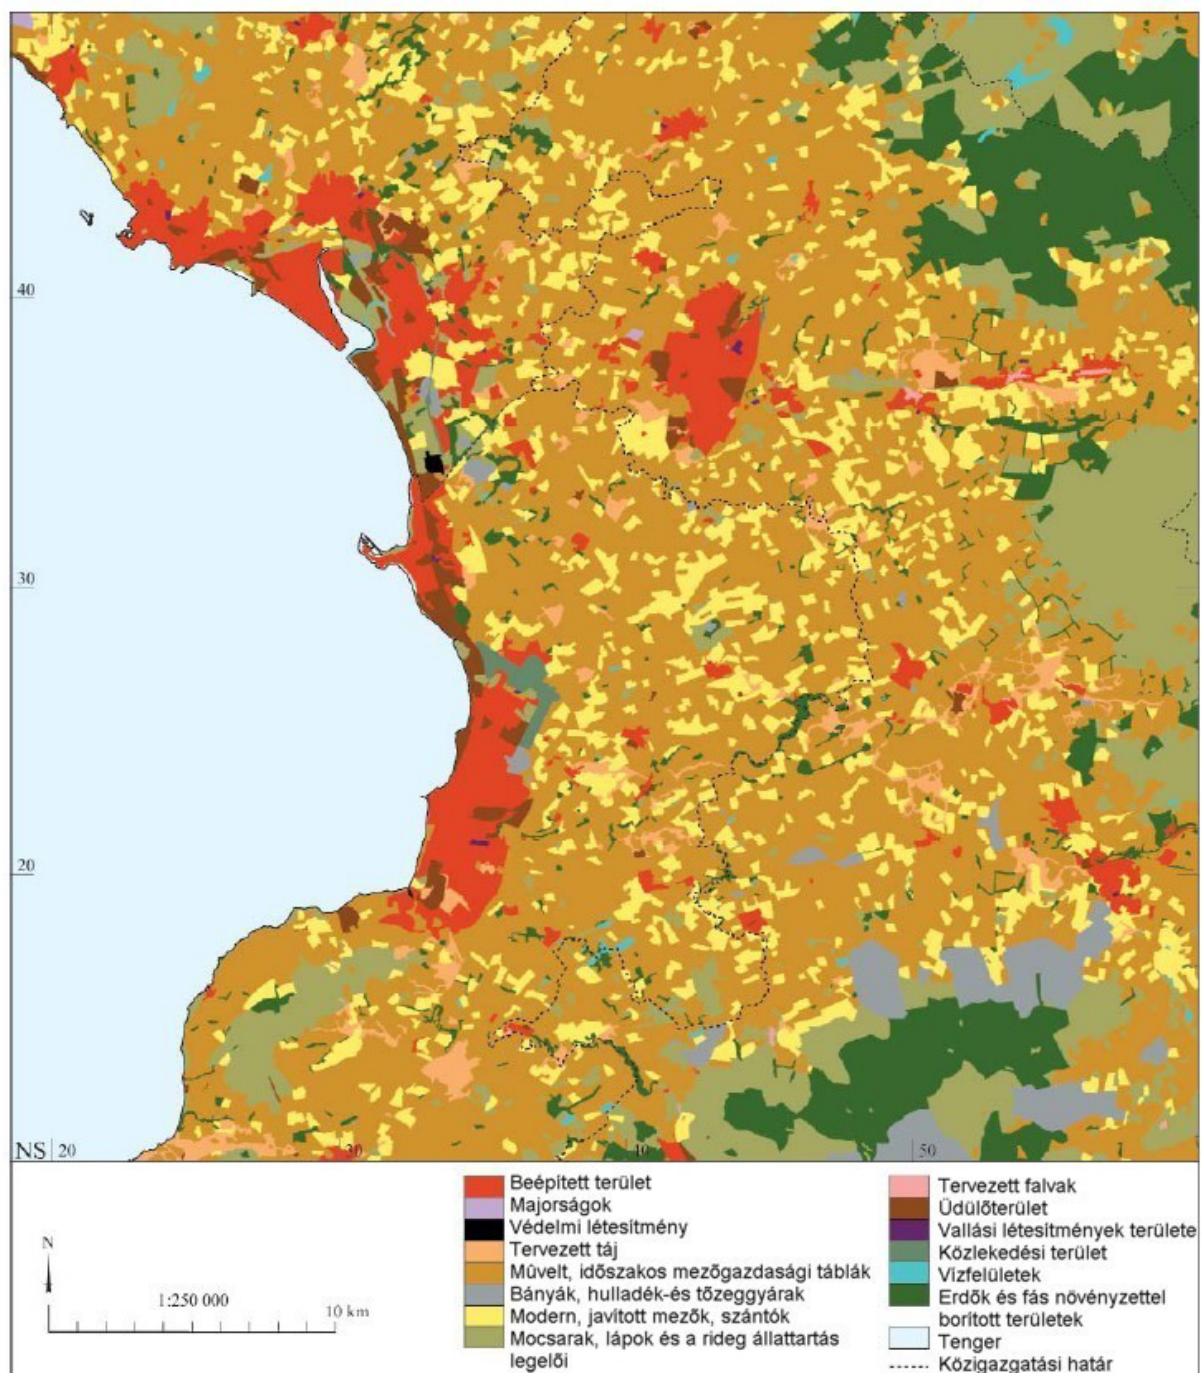 40
30
20
NS
20
30
10
50
N
1:250 000
10 km
Beépített terület
Majorságok
Védelmi létesítmény
Tervezett táj
Mûvelt, időszakos mezőgazdasági táblák
Bányák, hulladék-és tőzeggyárak
Modern, javított mezők, szántók
Mocsarak, lápok és a rideg állattartás
legelői
Tervezett falvak
Üdülőterület
Vallási létesítmények területe
Közlekedési terület
Vízfelületek
Erdők és fás növényzettel
borított területek
Tenger
Közigazgatási határ